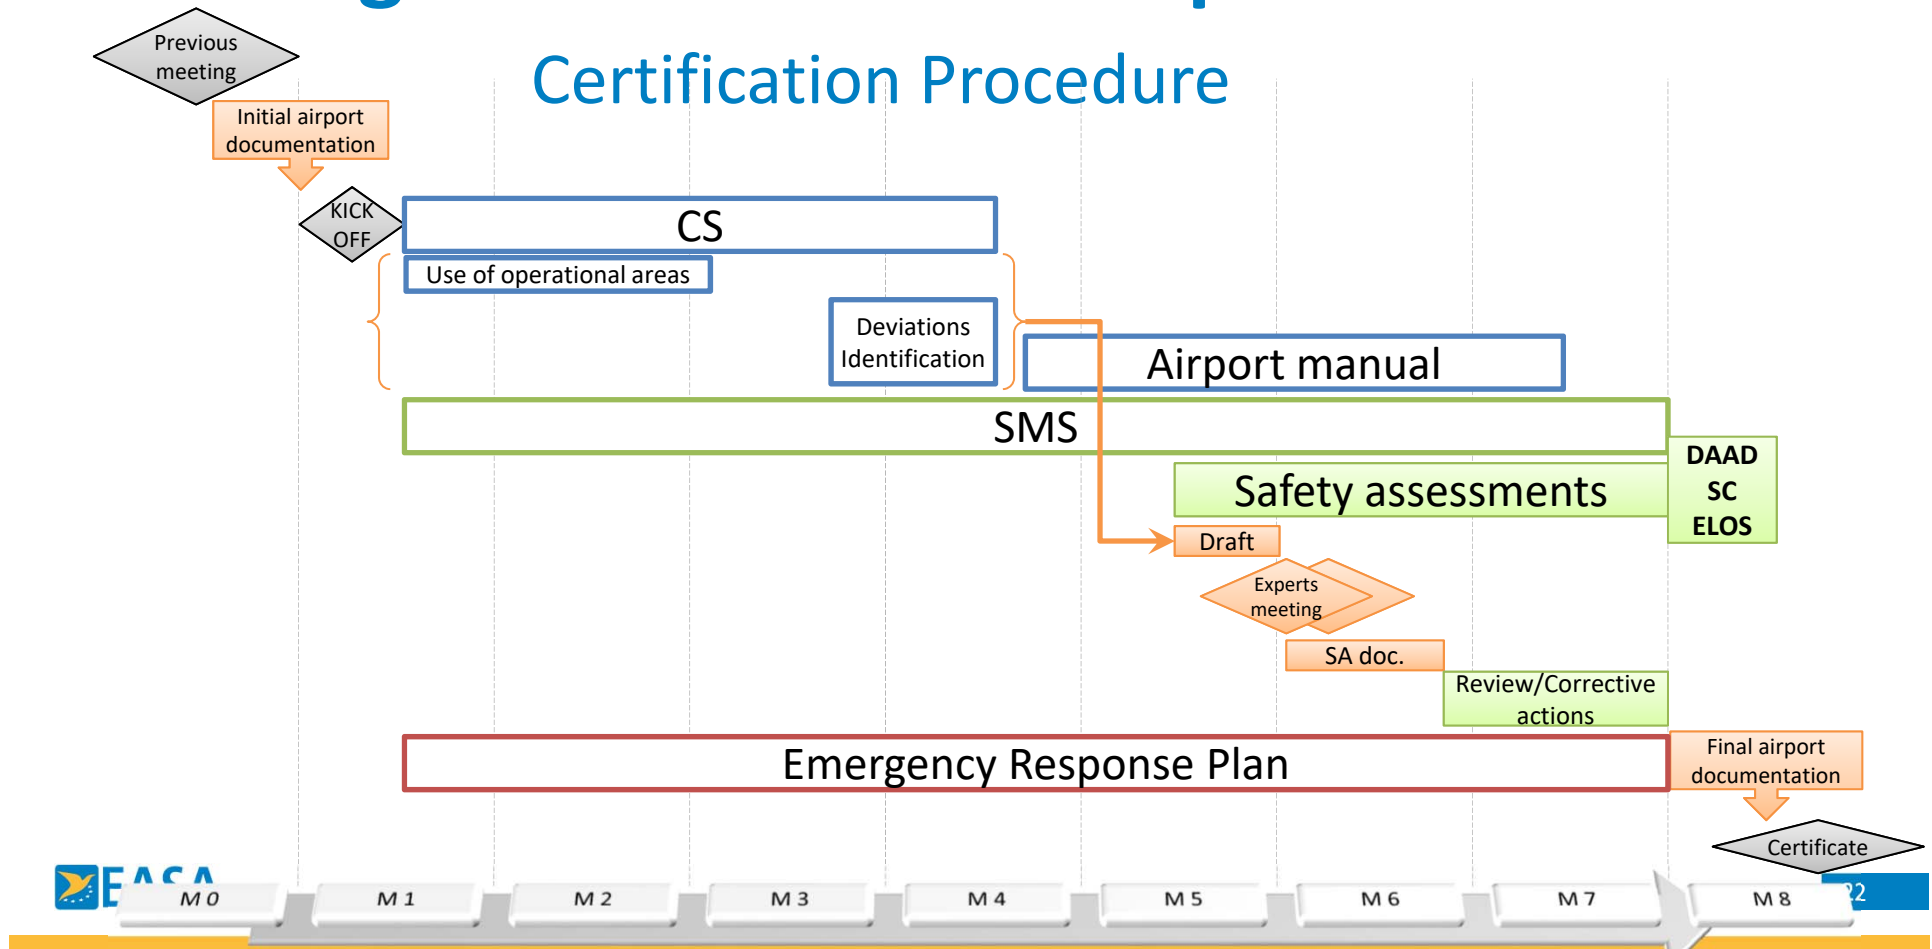 Certification Procedure
Previous
meeting
Initial airport
documentation
KICK
OFF
CS
Use of operational areas
Deviations
Identification
Airport manual
SMS
DAAD
SC
ELOS
Safety assessments
Draft
Experts
meeting
SA doc.
Review/Corrective
actions
Emergency Response Plan
Final airport
documentation
Certificate
EASA
22
M 0
M 1
M 2
M 3
M 4
M 5
M 6
M 7
M 8